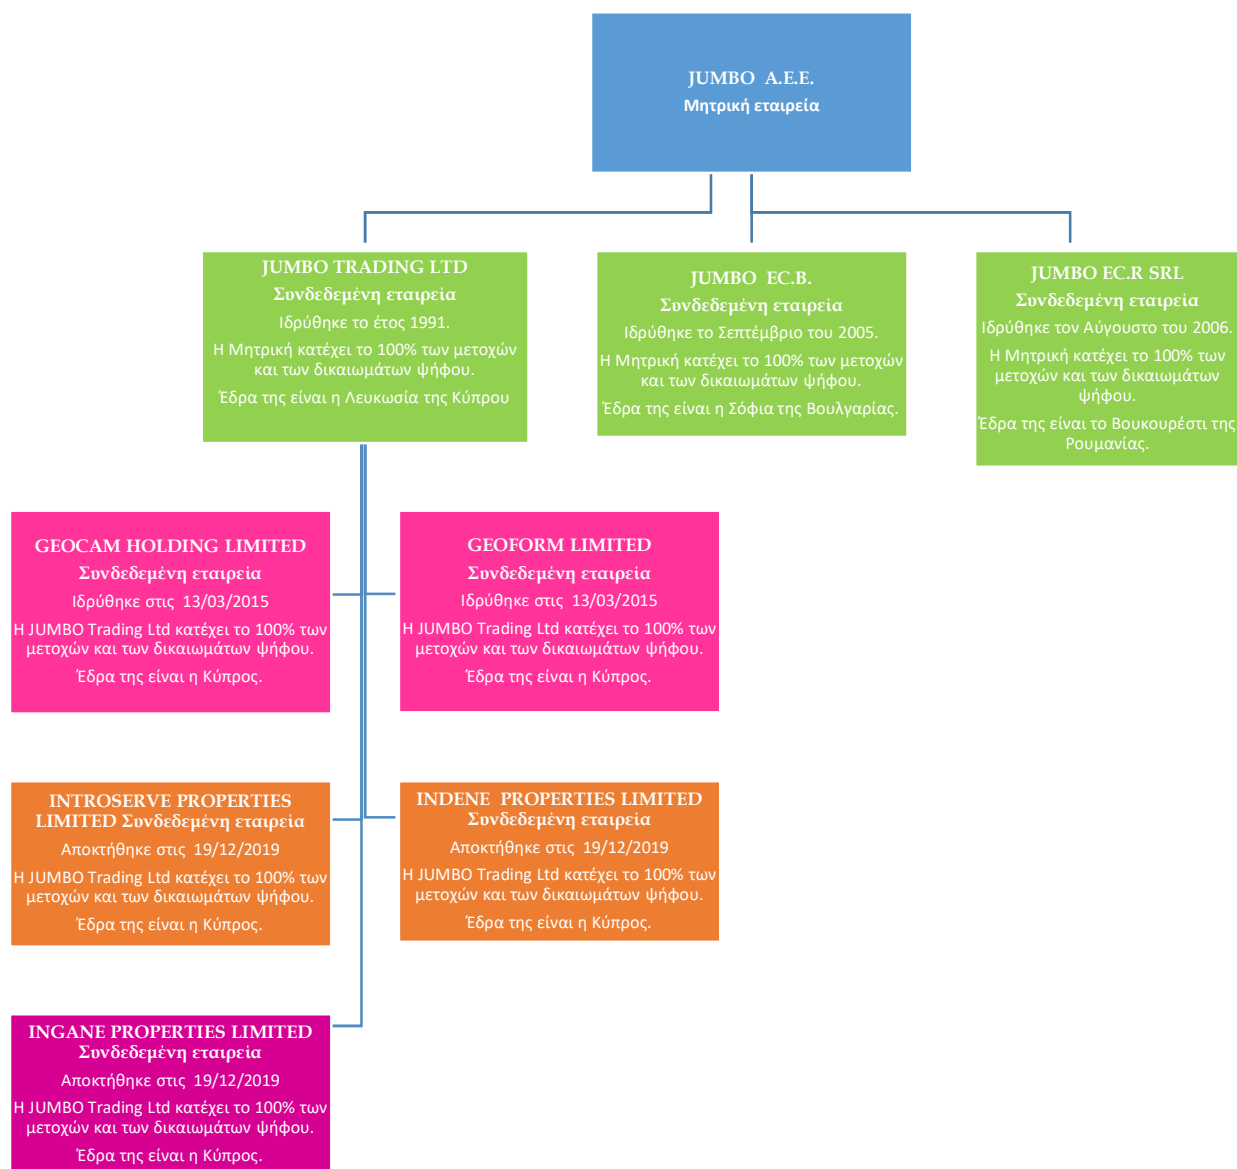 JUMBO A.E.E.
Μητρική εταιρεία
JUMBO TRADING LTD
Συνδεδεμένη εταιρεία
Ιδρύθηκε το έτος 1991.
Η Μητρική κατέχει το 100% των μετοχών
και των δικαιωμάτων ψήφου.
Έδρα της είναι η Λευκωσία της Κύπρου
JUMBO EC.B.
Συνδεδεμένη εταιρεία
Ιδρύθηκε το Σεπτέμβριο του 2005.
Η Μητρική κατέχει το 100% των μετοχών
και των δικαιωμάτων ψήφου.
Έδρα της είναι η Σόφια της Βουλγαρίας.
JUMBO EC.R SRL
Συνδεδεμένη εταιρεία
Ιδρύθηκε τον Αύγουστο του 2006.
Η Μητρική κατέχει το 100% των
μετοχών και των δικαιωμάτων
ψήφου.
Έδρα της είναι το Βουκουρέστι της
Ρουμανίας.
GEOCAM HOLDING LIMITED
Συνδεδεμένη εταιρεία
Ιδρύθηκε στις 13/03/2015
Η JUMBO Trading Ltd κατέχει το 100% των
μετοχών και των δικαιωμάτων ψήφου.
Έδρα της είναι η Κύπρος.
GEOFORM LIMITED
Συνδεδεμένη εταιρεία
Ιδρύθηκε στις 13/03/2015
Η JUMBO Trading Ltd κατέχει το 100% των
μετοχών και των δικαιωμάτων ψήφου.
Έδρα της είναι η Κύπρος.
INTROSERVE PROPERTIES
LIMITED Συνδεδεμένη εταιρεία
Αποκτήθηκε στις 19/12/2019
Η JUMBO Trading Ltd κατέχει το 100% των
μετοχών και των δικαιωμάτων ψήφου.
Έδρα της είναι η Κύπρος.
INDENE PROPERTIES LIMITED
Συνδεδεμένη εταιρεία
Αποκτήθηκε στις 19/12/2019
Η JUMBO Trading Ltd κατέχει το 100% των
μετοχών και των δικαιωμάτων ψήφου.
Έδρα της είναι η Κύπρος.
INGANE PROPERTIES LIMITED
Συνδεδεμένη εταιρεία
Αποκτήθηκε στις 19/12/2019
Η JUMBO Trading Ltd κατέχει το 100% των
μετοχών και των δικαιωμάτων ψήφου.
Έδρα της είναι η Κύπρος.